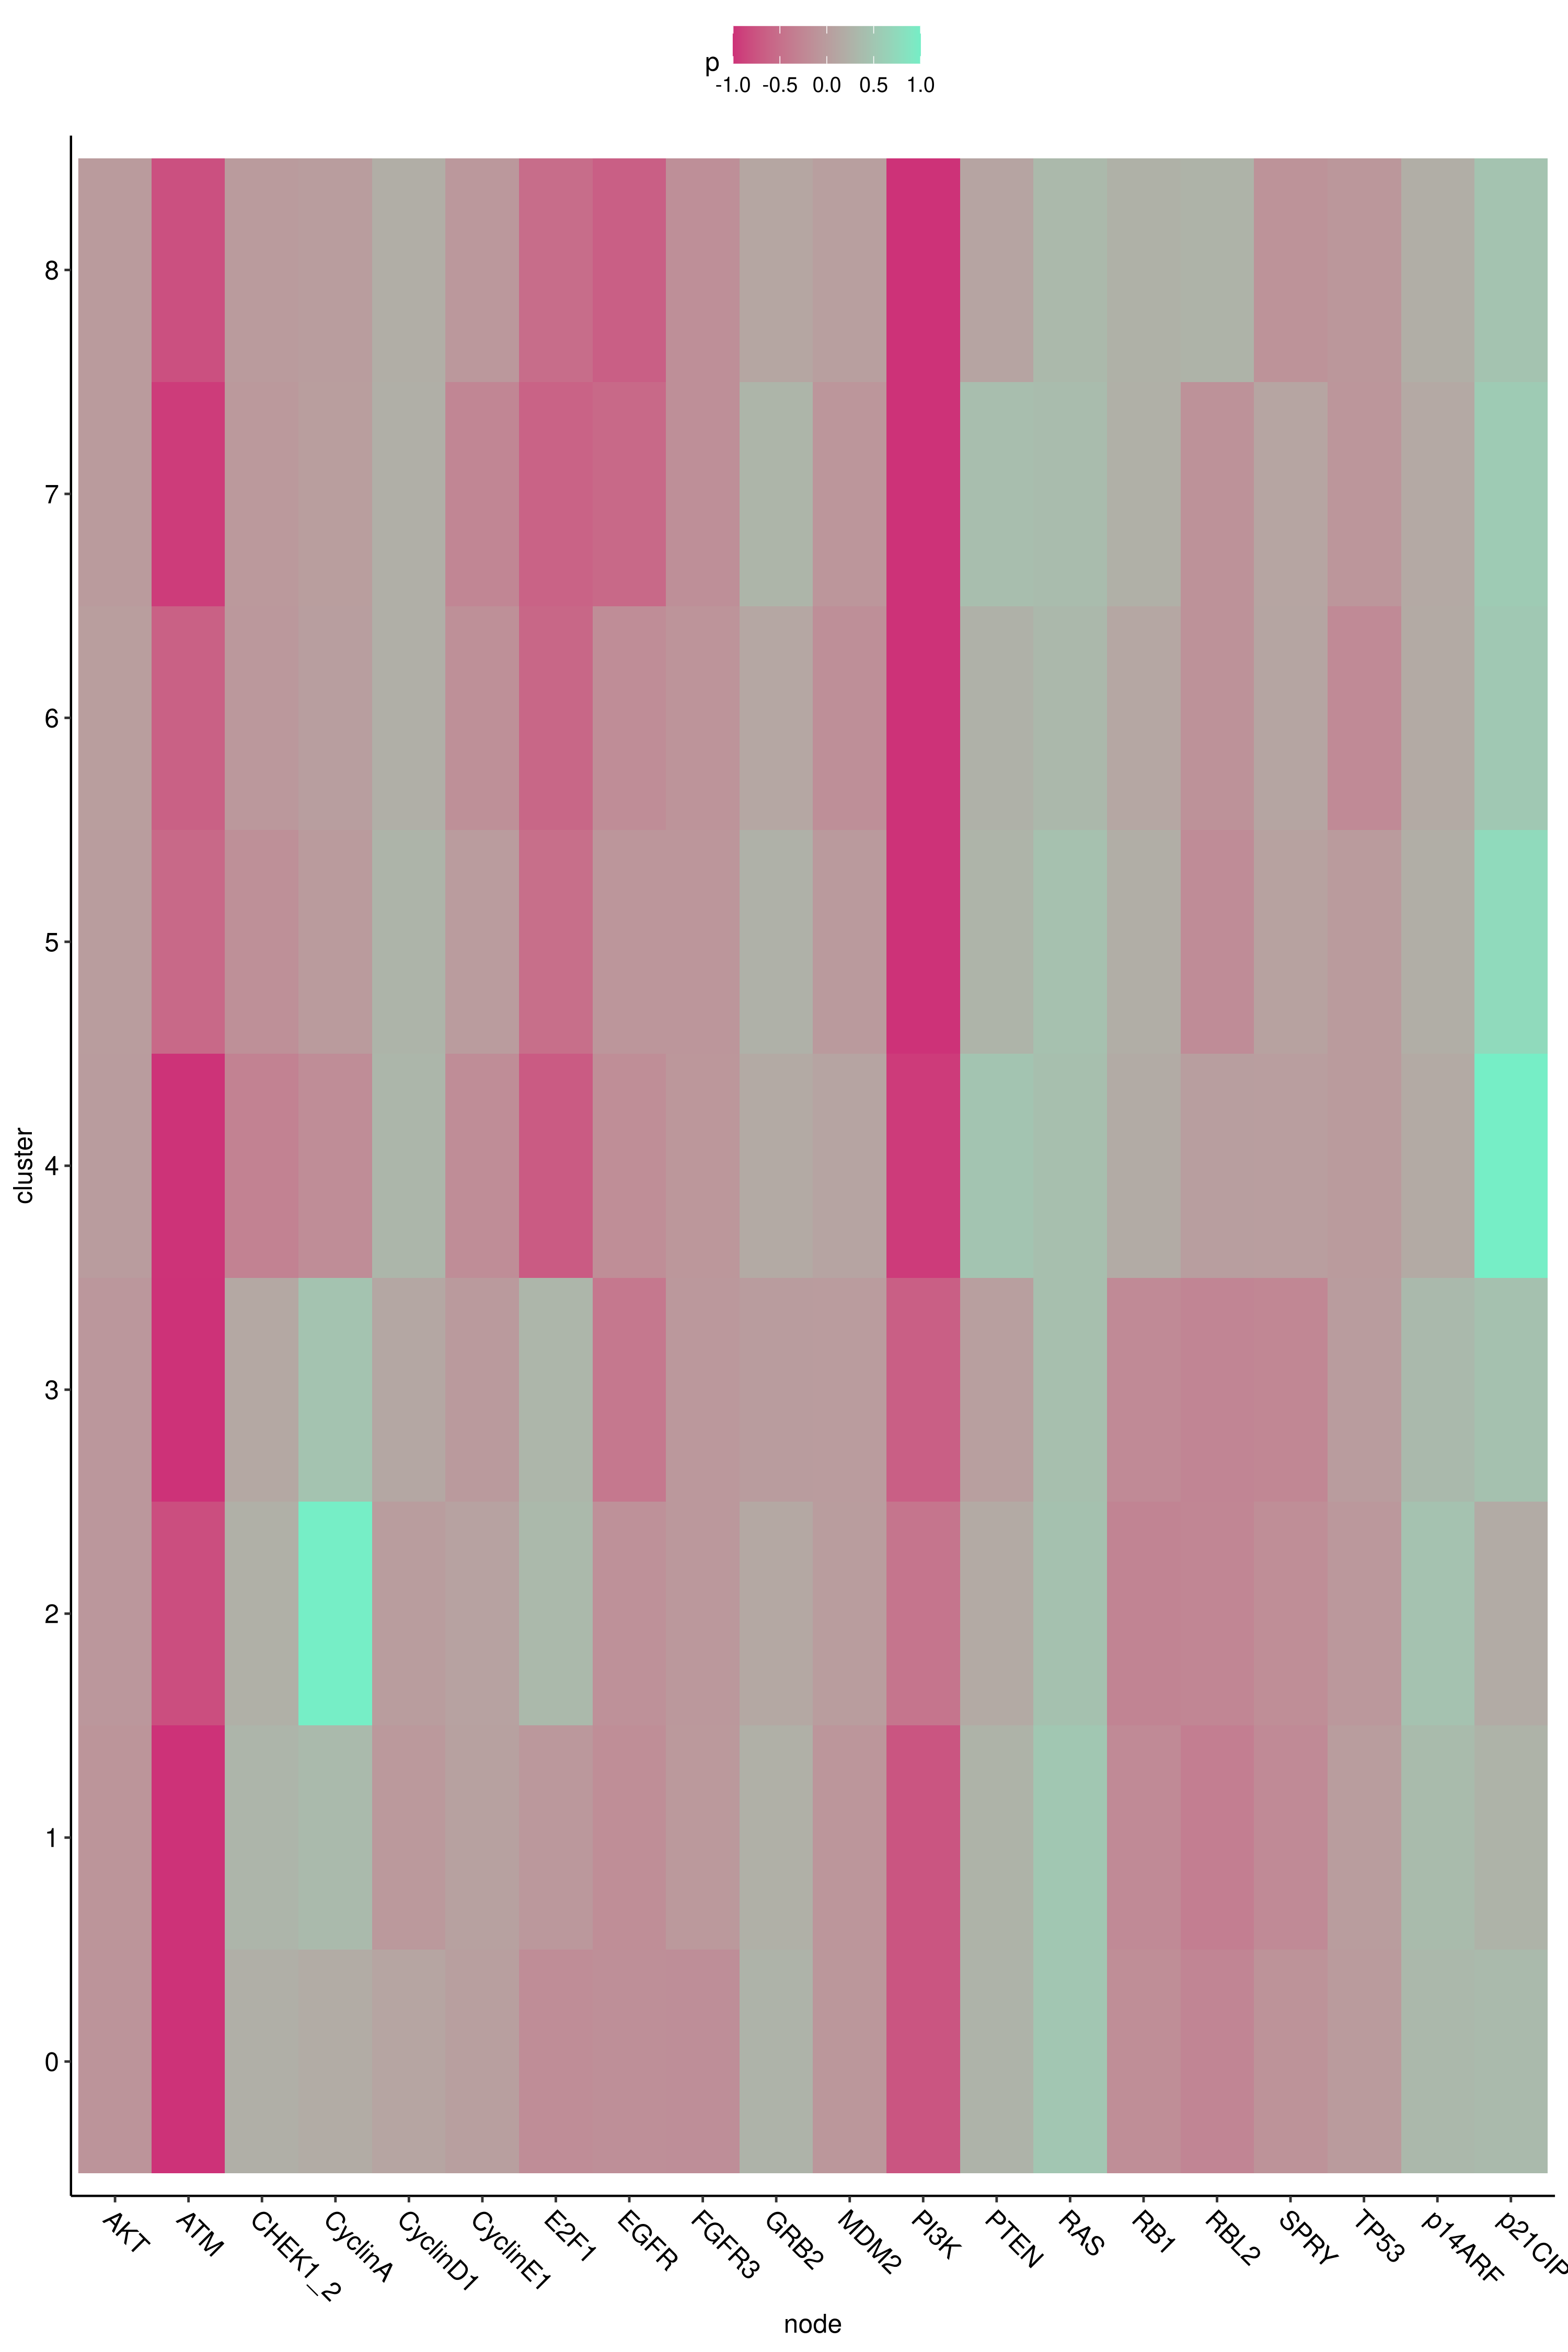 p
-1.0 -0.5 0.0 0.5 1.0
cluster
8
7
6
5
4
3
2
1
0
AKT ATM CHEK1_2 CyclinA CyclinD1 CyclinE1 E2F1 EGFR FGFR3 GRB2 MDM2 PI3K PTEN RAS RB1 RBL2 SPRY TP53 p14ARF p21CIP
node